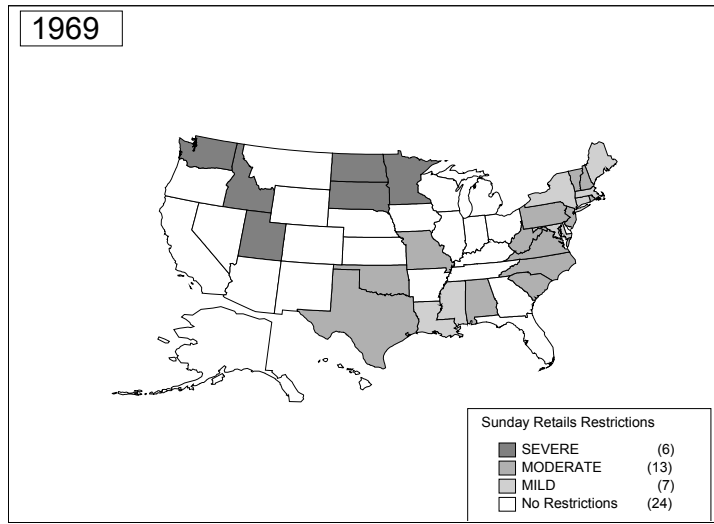 1969
Sunday Retails Restrictions
SEVERE (6)
MODERATE (13)
MILD (7)
No Restrictions (24)